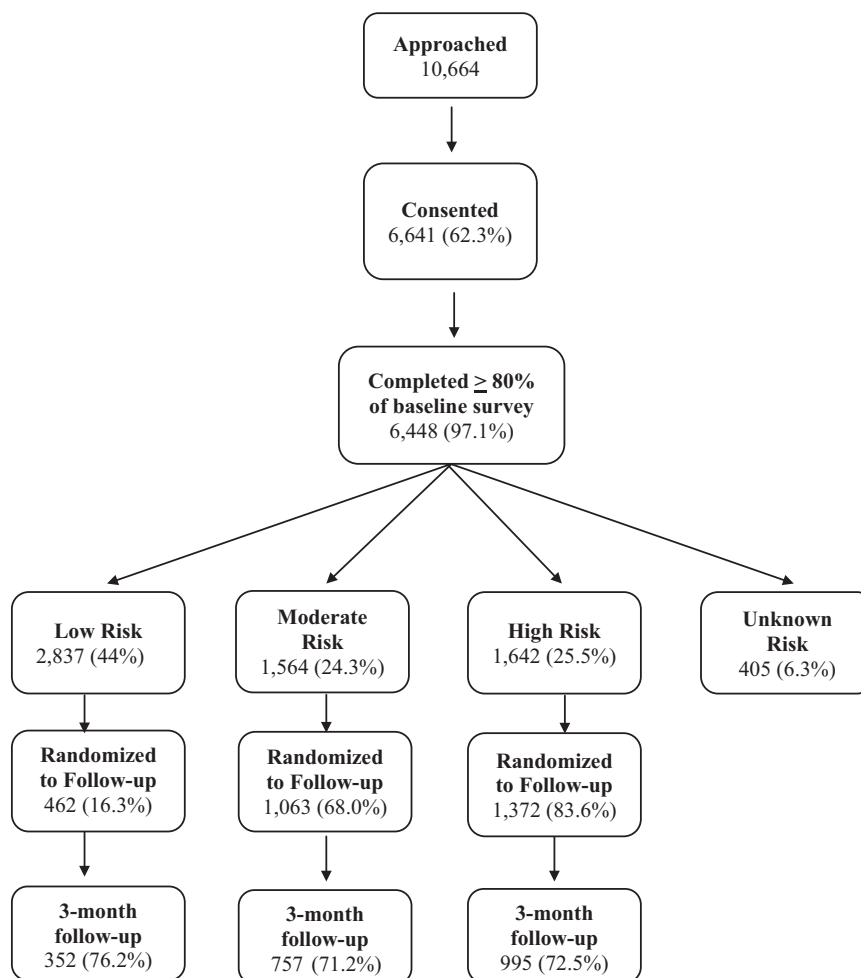 Approached
10,664
Consented
6,641 (62.3%)
Completed ≥ 80%
of baseline survey
6,448 (97.1%)
Low Risk
2,837 (44%)
Moderate
Risk
1,564 (24.3%)
High Risk
1,642 (25.5%)
Unknown
Risk
405 (6.3%)
Randomized
to Follow-up
462 (16.3%)
Randomized
to Follow-up
1,063 (68.0%)
Randomized
to Follow-up
1,372 (83.6%)
3-month
follow-up
352 (76.2%)
3-month
follow-up
757 (71.2%)
3-month
follow-up
995 (72.5%)